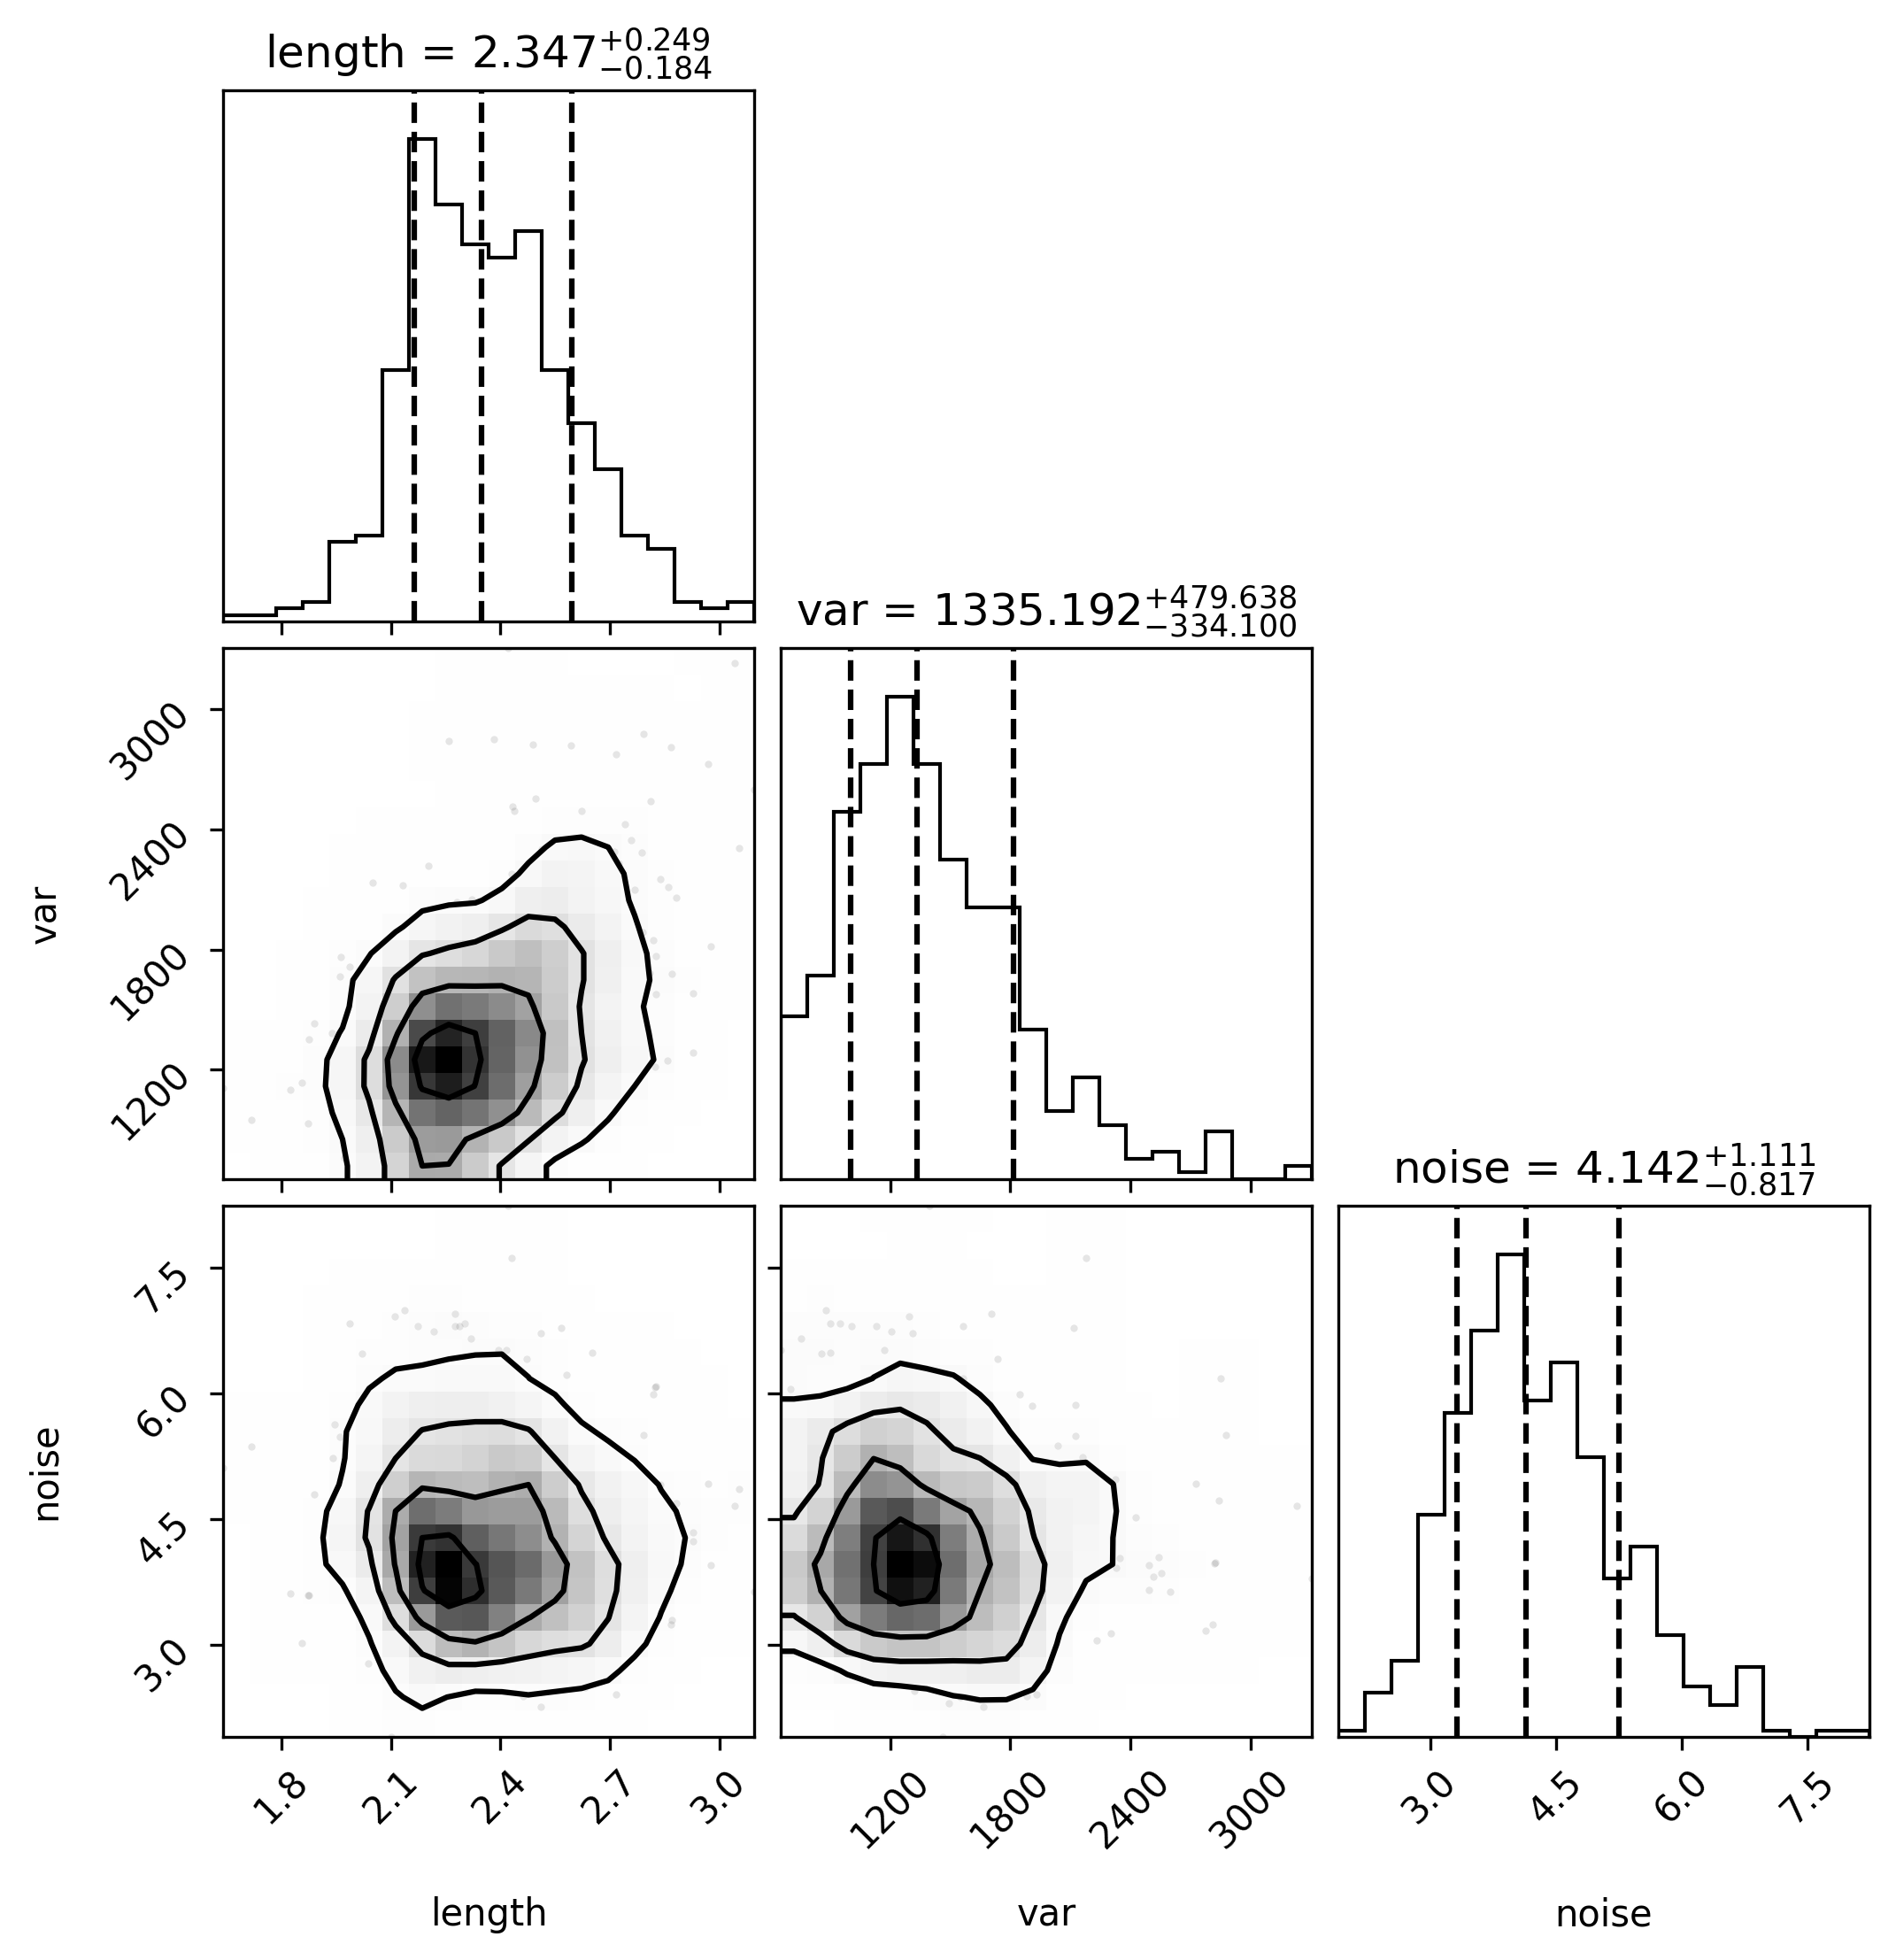 length = 2.347+0.249−0.184
var = 1335.192+479.638−334.100
3000
2400
1800
1200
var
noise = 4.142+1.111−0.817
7.5
6.0
4.5
3.0
noise
1.8 2.1 2.4 2.7 3.0 1200 1800 2400 3000 3.0 4.5 6.0 7.5
length var noise